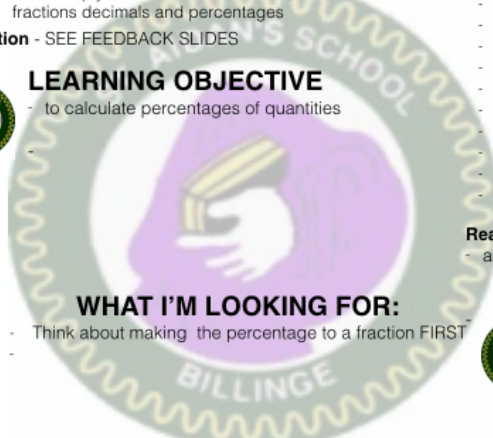 fractions decimals and percentages
tion - SEE FEEDBACK SLIDES
'S SCHOOL
LEARNING OBJECTIVE
- to calculate percentages of quantities
-
Rea
- a
WHAT I'M LOOKING FOR:
- Think about making the percentage to a fraction FIRST
-
BILLINGE